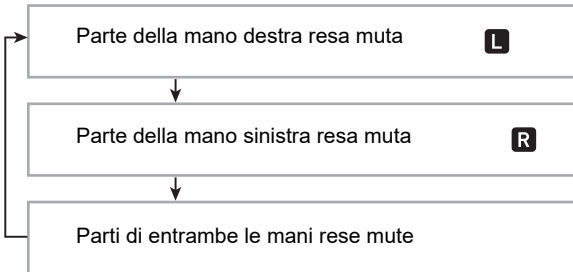 Parte della mano destra resa muta L
Parte della mano sinistra resa muta R
Parti di entrambe le mani rese mute